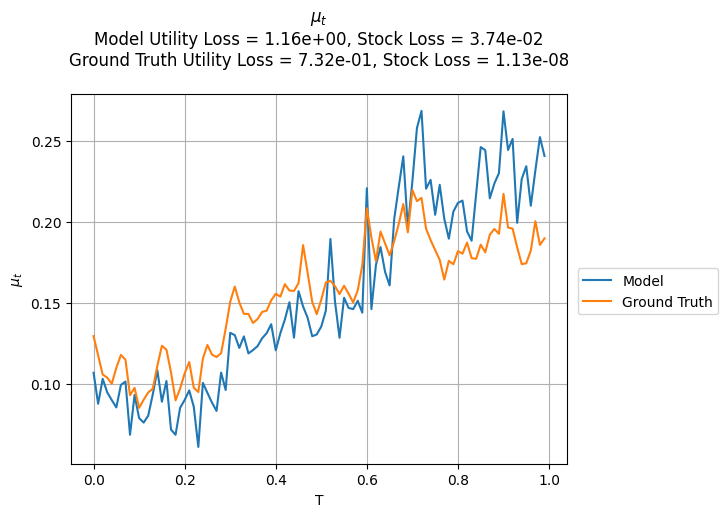 μ_t
Model Utility Loss = 1.16e+00, Stock Loss = 3.74e-02
Ground Truth Utility Loss = 7.32e-01, Stock Loss = 1.13e-08
μ_t
0.25
0.20
0.15
0.10
0.0 0.2 0.4 0.6 0.8 1.0
T
Model
Ground Truth